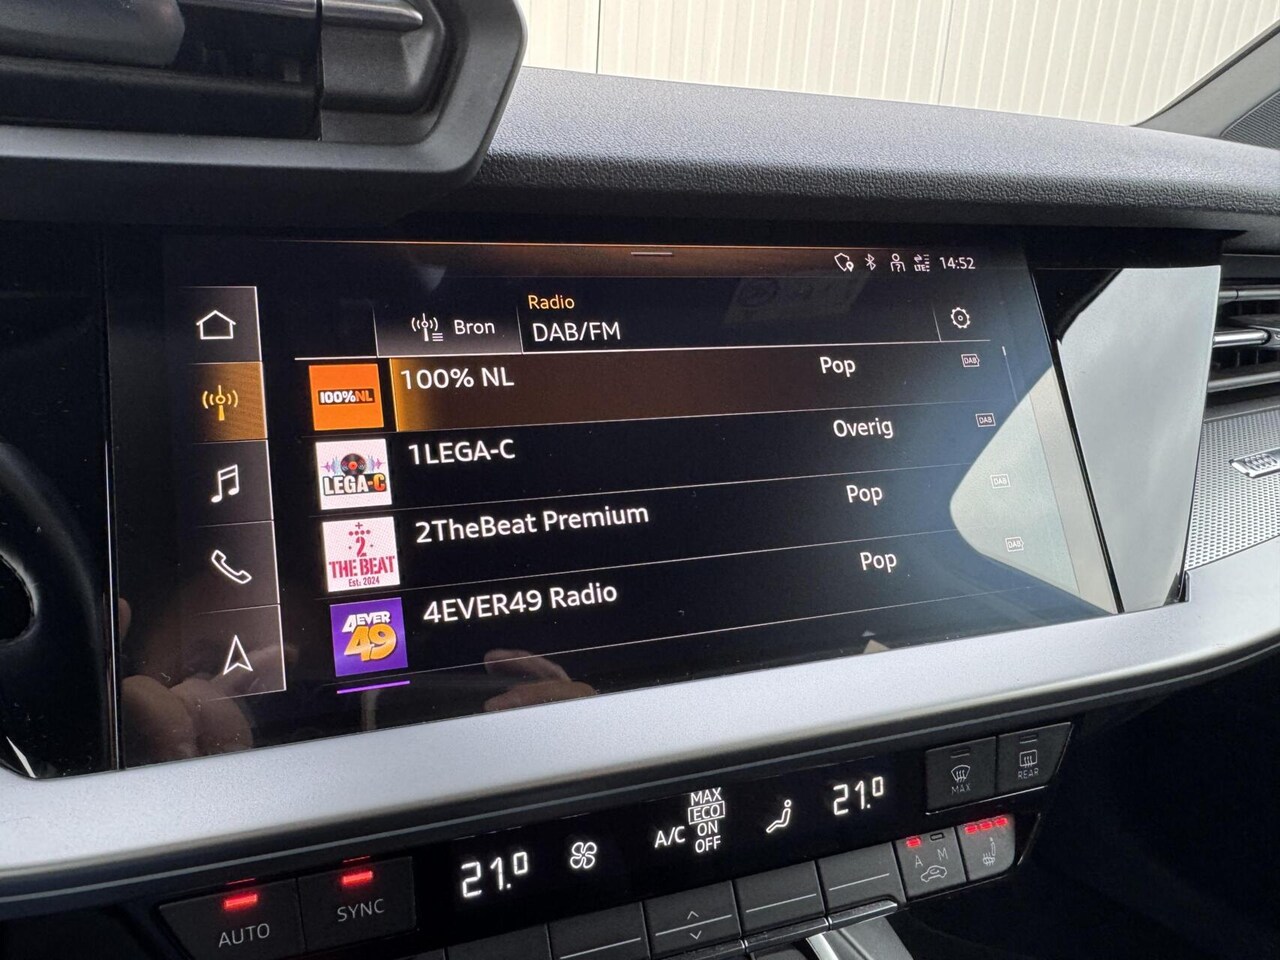 LTE 14:52
Radio
Bron DAB/FM
100% NL Pop DAB
100%NL
1LEGA-C Overig DAB
LEGA-C
2TheBeat Premium Pop DAB
2
THE BEAT
Est: 2024
4EVER49 Radio Pop DAB
4EVER
49
MAX REAR
MAX
ECO
A/C ON
OFF
21.0 21.0
A M
AUTO SYNC